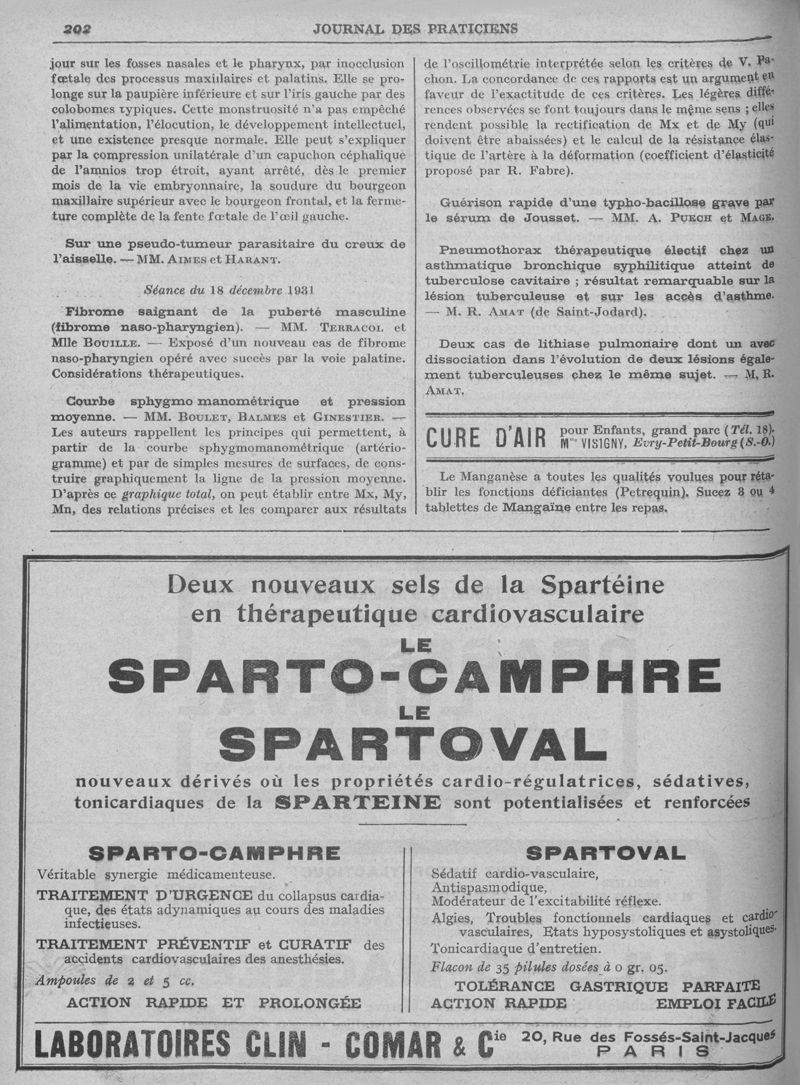 202
JOURNAL DES PRATICIENS
jour sur les fosses nasales et le pharynx, par inocclusion
fœtale des processus maxillaires et palatins. Elle se pro-
longe sur la paupière inférieure et sur l'iris gauche par des
colobomes typiques. Cette monstruosité n'a pas empêché
l'alimentation, l'élocution, le développement intellectuel,
et une existence presque normale. Elle peut s'expliquer
par la compression unilatérale d'un capuchon céphalique
de l'amnios trop étroit, ayant arrêté, dès le premier
mois de la vie embryonnaire, la soudure du bourgeon
maxillaire supérieur avec le bourgeon frontal, et la ferme-
ture complète de la fente fœtale de l'œil gauche.
Sur une pseudo-tumeur parasitaire du creux de
l'aisselle. — MM. AIMES et HARANT.
Séance du 18 décembre 1931
Fibrome saignant de la puberté masculine
(fibrome naso-pharyngien). — MM. TERRACOL et
Mlle BOUILLE. — Exposé d'un nouveau cas de fibrome
naso-pharyngien opéré avec succès par la voie palatine.
Considérations thérapeutiques.
Courbe sphygmo manométrique et pression
moyenne. — MM. BOULET, BALMES et GINESTIER. —
Les auteurs rappellent les principes qui permettent, à
partir de la courbe sphygmomanométrique (artério-
gramme) et par de simples mesures de surfaces, de cons-
truire graphiquement la ligne de la pression moyenne.
D'après ce graphique total, on peut établir entre Mx, My,
Mn, des relations précises et les comparer aux résultats
de l'oscillométrie interprétée selon les critères de V. Pa-
chon. La concordance de ces rapports est un argument en
faveur de l'exactitude de ces critères. Les légères diffé-
rences observées se font toujours dans le même sens ; elles
rendent possible la rectification de Mx et de My (qui
doivent être abaissées) et le calcul de la résistance élas-
tique de l'artère à la déformation (coefficient d'élasticité
proposé par R. Fabre).
Guérison rapide d'une typho-bacillose grave par
le sérum de Jousset. — MM. A. PUECH et MAGE.
Pneumothorax thérapeutique électif chez un
asthmatique bronchique syphilitique atteint de
tuberculose cavitaire ; résultat remarquable sur la
lésion tuberculeuse et sur les accès d'asthme.
— M. R. AMAT (de Saint-Jodard).
Deux cas de lithiase pulmonaire dont un avec
dissociation dans l'évolution de deux lésions égale-
ment tuberculeuses chez le même sujet. — M. R.
AMAT.
CURE D'AIR pour Enfants, grand parc (Tél. 18).
Mme VISIGNY, Evry-Petit-Bourg (S.-O.)
Le Manganèse a toutes les qualités voulues pour réta-
blir les fonctions déficiantes (Petrequin). Sucez 3 ou 4
tablettes de Mangaïne entre les repas.
Deux nouveaux sels de la Spartéine
en thérapeutique cardiovasculaire
LE
SPARTO-CAMPHRE
LE
SPARTOVAL
nouveaux dérivés où les propriétés cardio-régulatrices, sédatives,
tonicardiaques de la SPARTEINE sont potentialisées et renforcées
SPARTO-CAMPHRE
Véritable synergie médicamenteuse.
TRAITEMENT D'URGENCE du collapsus cardia-
que, des états adynamiques au cours des maladies
infectieuses.
TRAITEMENT PRÉVENTIF et CURATIF des
accidents cardiovasculaires des anesthésies.
Ampoules de 2 et 5 cc.
ACTION RAPIDE ET PROLONGÉE
SPARTOVAL
Sédatif cardio-vasculaire,
Antispasmodique,
Modérateur de l'excitabilité réflexe.
Algies, Troubles fonctionnels cardiaques et cardio-
vasculaires, Etats hyposystoliques et asystoliques.
Tonicardiaque d'entretien.
Flacon de 35 pilules dosées à 0 gr. 05.
TOLÉRANCE GASTRIQUE PARFAITE
ACTION RAPIDE EMPLOI FACILE
LABORATOIRES CLIN - COMAR & Cie 20, Rue des Fossés-Saint-Jacques
PARIS